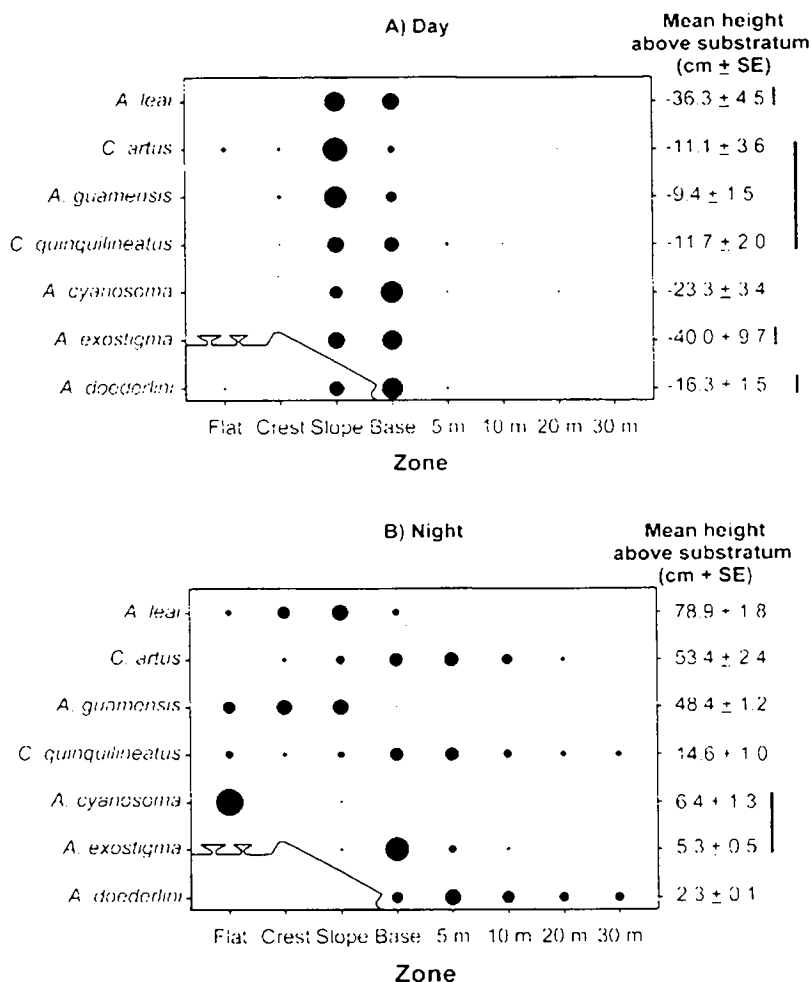 A) Day
Mean height
above substratum
(cm ± SE)
A. leai
-36.3 ± 4.5
C. artus
-11.1 ± 3.6
A. guamensis
-9.4 ± 1.5
C. quinquilineatus
-11.7 ± 2.0
A. cyanosoma
-23.3 ± 3.4
A. exostigma
-40.0 + 9.7
A. doederlini
-16.3 ± 1.5
Flat Crest Slope Base 5 m 10 m 20 m 30 m
Zone
B) Night
Mean height
above substratum
(cm + SE)
A. leai
78.9 + 1.8
C. artus
53.4 + 2.4
A. guamensis
48.4 ± 1.2
C. quinquilineatus
14.6 + 1.0
A. cyanosoma
6.4 + 1.3
A. exostigma
5.3 + 0.5
A. doederlini
2.3 ± 0.1
Flat Crest Slope Base 5 m 10 m 20 m 30 m
Zone